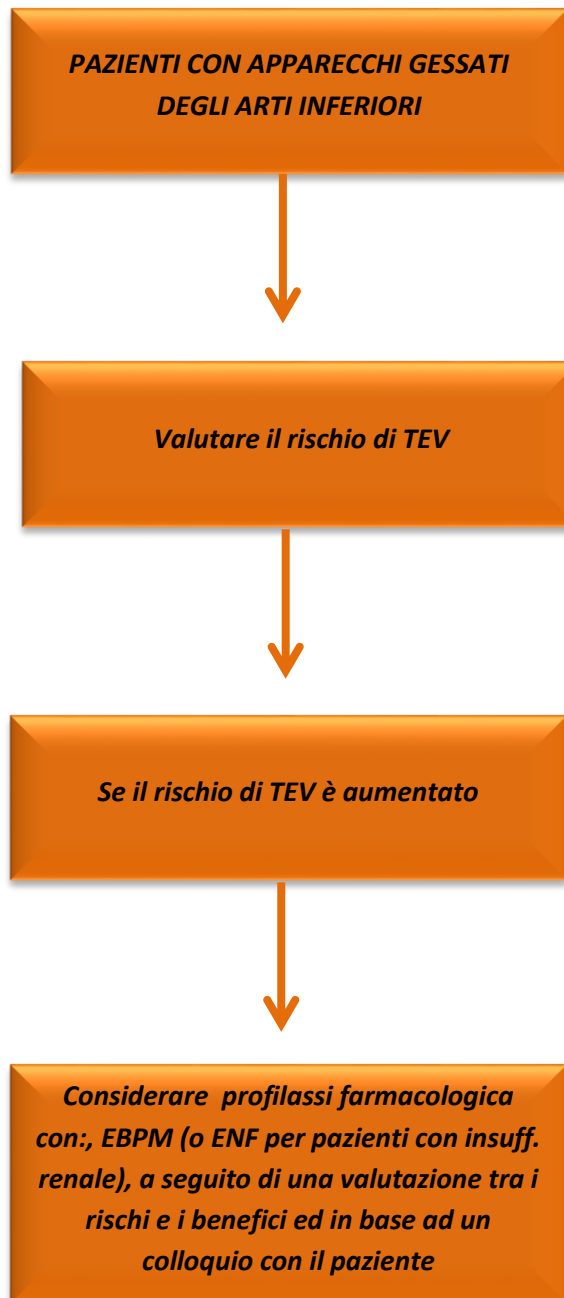 PAZIENTI CON APPARECCHI GESSATI
DEGLI ARTI INFERIORI
Valutare il rischio di TEV
Se il rischio di TEV è aumentato
Considerare profilassi farmacologica
con:, EBPM (o ENF per pazienti con insuff.
renale), a seguito di una valutazione tra i
rischi e i benefici ed in base ad un
colloquio con il paziente